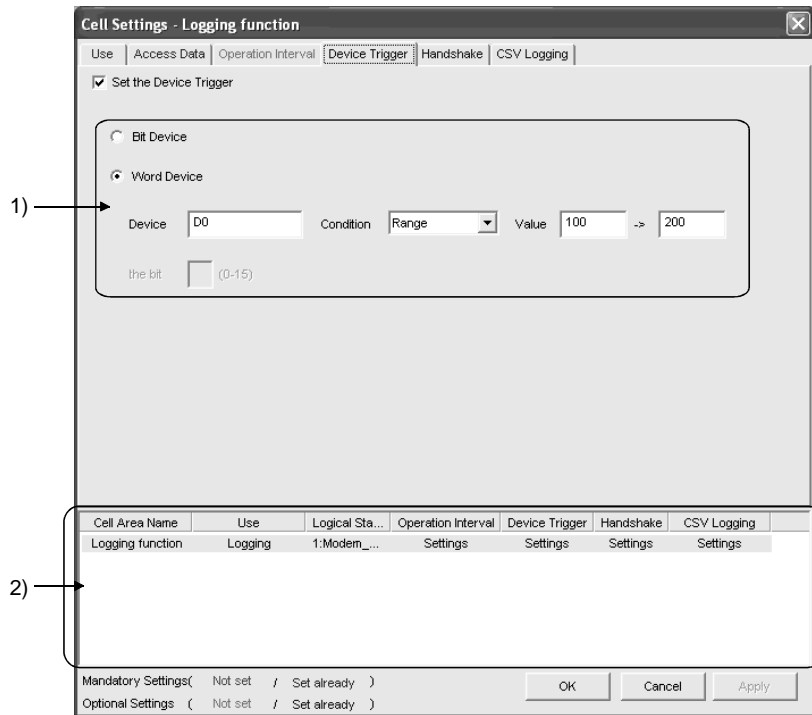 Cell Settings - Logging function
Use Access Data Operation Interval Device Trigger Handshake CSV Logging
Set the Device Trigger
Bit Device
Word Device
1)
Device D0 Condition Range Value 100 -> 200
the bit (0-15)
Cell Area Name Use Logical Sta... Operation Interval Device Trigger Handshake CSV Logging
Logging function Logging 1:Modem_... Settings Settings Settings Settings
2)
Mandatory Settings( Not set / Set already )
Optional Settings ( Not set / Set already )
OK Cancel Apply